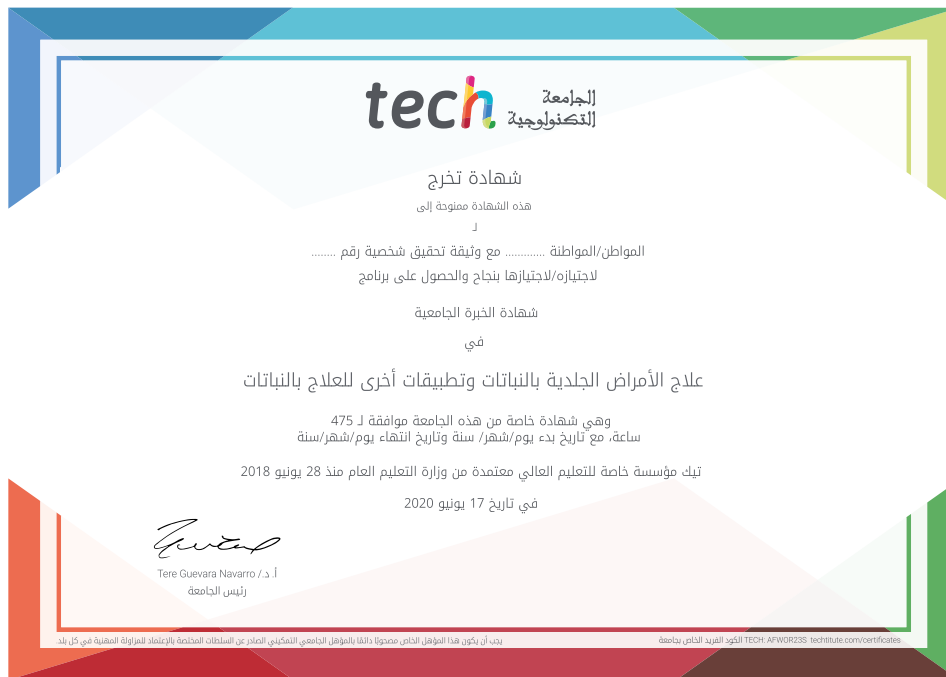 tech الجامعة
التكنولوجية
شهادة تخرج
هذه الشهادة ممنوحة إلى
لـ
المواطن/المواطنة ............ مع وثيقة تحقيق شخصية رقم ........
لاجتيازه/لاجتيازها بنجاح والحصول على برنامج
شهادة الخبرة الجامعية
في
علاج الأمراض الجلدية بالنباتات وتطبيقات أخرى للعلاج بالنباتات
وهي شهادة خاصة من هذه الجامعة موافقة لـ 475
ساعة، مع تاريخ بدء يوم/شهر/ سنة وتاريخ انتهاء يوم/شهر/سنة
تيك مؤسسة خاصة للتعليم العالي معتمدة من وزارة التعليم العام منذ 28 يونيو 2018
في تاريخ 17 يونيو 2020
أ. د./ Tere Guevara Navarro
رئيس الجامعة
يجب أن يكون هذا المؤهل الخاص مصحوبًا دائمًا بالمؤهل الجامعي التمكيني الصادر عن السلطات المختصة بالإعتماد للمزاولة المهنية في كل بلد.
الكود الفريد الخاص بجامعة TECH: AFWOR23S techtitute.com/certificates